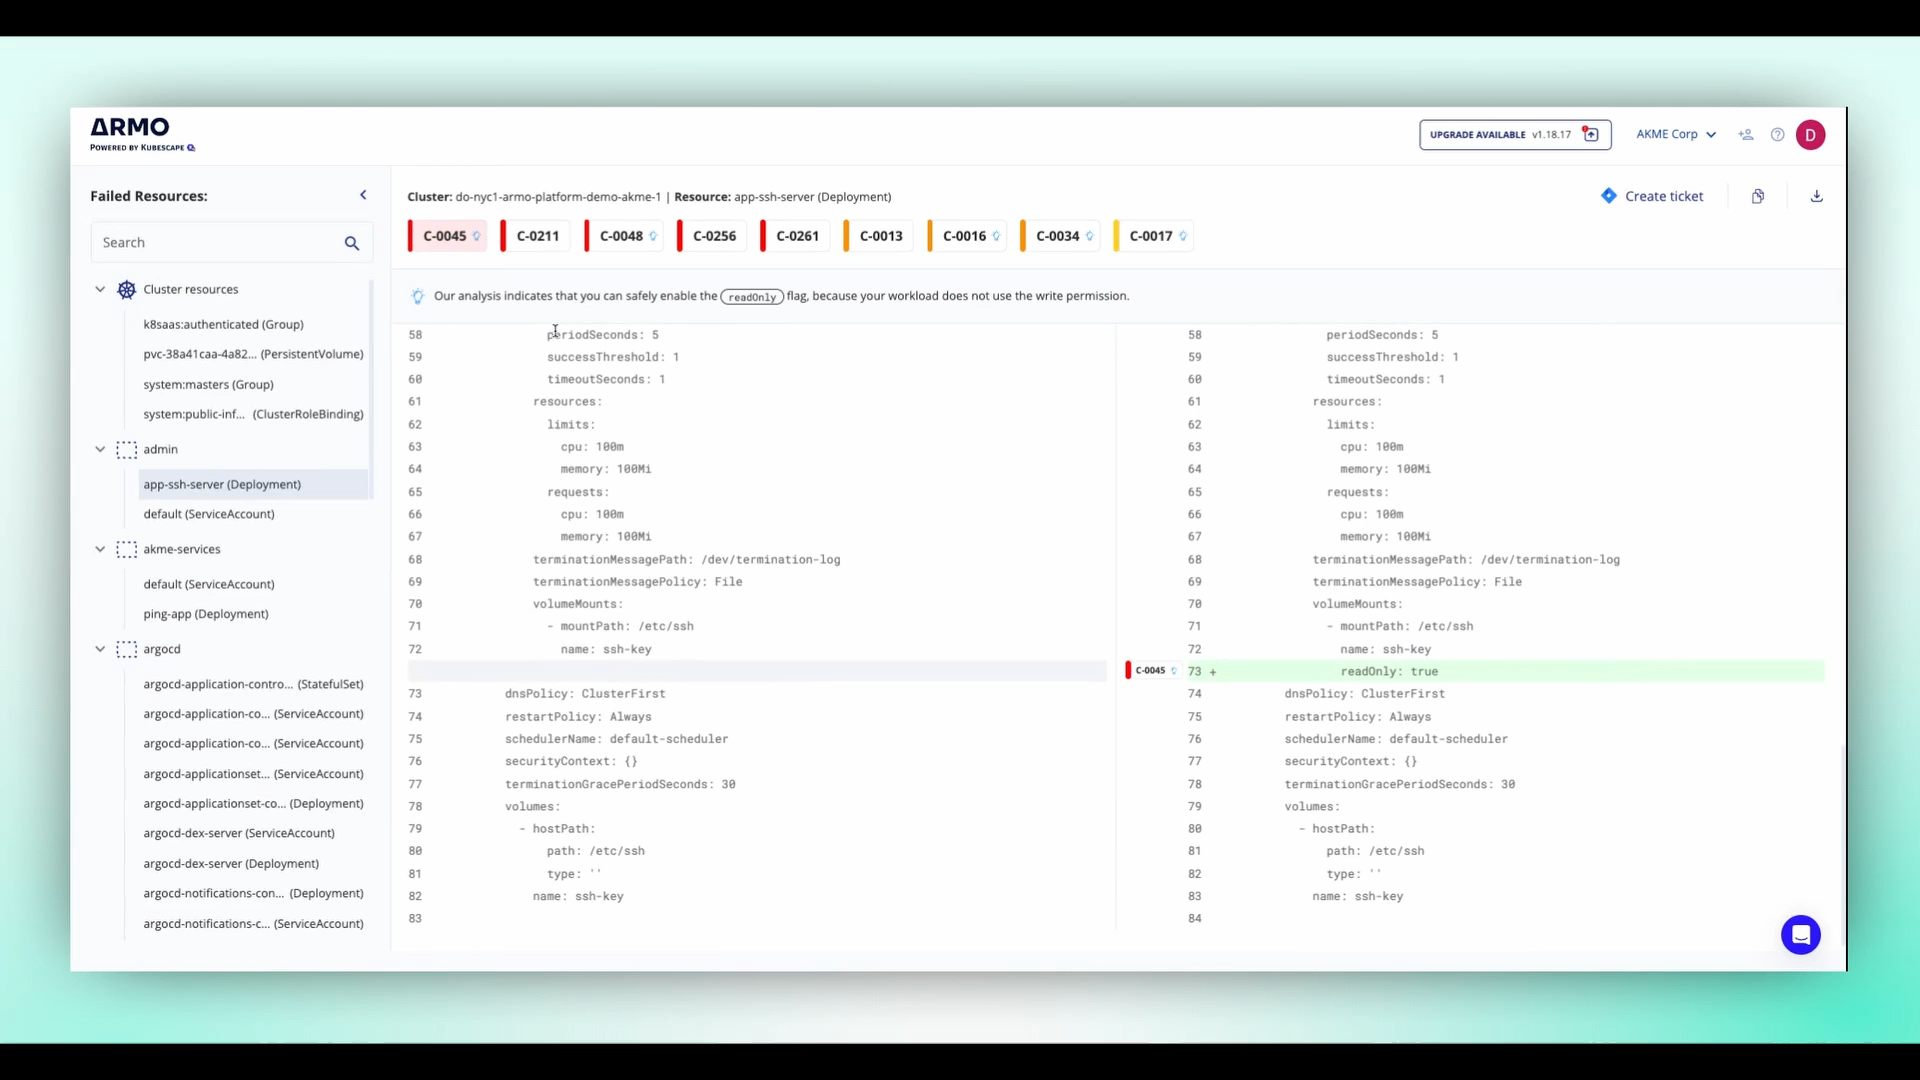 ARMO
POWERED BY KUBESCAPE
UPGRADE AVAILABLE v1.18.17
AKME Corp
D
Failed Resources:
Search
Cluster resources
k8saas:authenticated (Group)
pvc-38a41caa-4a82... (PersistentVolume)
system:masters (Group)
system:public-inf... (ClusterRoleBinding)
admin
app-ssh-server (Deployment)
default (ServiceAccount)
akme-services
default (ServiceAccount)
ping-app (Deployment)
argocd
argocd-application-contro... (StatefulSet)
argocd-application-co... (ServiceAccount)
argocd-application-co... (ServiceAccount)
argocd-applicationset... (ServiceAccount)
argocd-applicationset-co... (Deployment)
argocd-dex-server (ServiceAccount)
argocd-dex-server (Deployment)
argocd-notifications-con... (Deployment)
argocd-notifications-c... (ServiceAccount)
Cluster: do-nyc1-armo-platform-demo-akme-1 | Resource: app-ssh-server (Deployment)
Create ticket
C-0045 C-0211 C-0048 C-0256 C-0261 C-0013 C-0016 C-0034 C-0017
Our analysis indicates that you can safely enable the readOnly flag, because your workload does not use the write permission.
58 periodSeconds: 5
59 successThreshold: 1
60 timeoutSeconds: 1
61 resources:
62 limits:
63 cpu: 100m
64 memory: 100Mi
65 requests:
66 cpu: 100m
67 memory: 100Mi
68 terminationMessagePath: /dev/termination-log
69 terminationMessagePolicy: File
70 volumeMounts:
71 - mountPath: /etc/ssh
72 name: ssh-key
73 dnsPolicy: ClusterFirst
74 restartPolicy: Always
75 schedulerName: default-scheduler
76 securityContext: {}
77 terminationGracePeriodSeconds: 30
78 volumes:
79 - hostPath:
80 path: /etc/ssh
81 type: ''
82 name: ssh-key
83
58 periodSeconds: 5
59 successThreshold: 1
60 timeoutSeconds: 1
61 resources:
62 limits:
63 cpu: 100m
64 memory: 100Mi
65 requests:
66 cpu: 100m
67 memory: 100Mi
68 terminationMessagePath: /dev/termination-log
69 terminationMessagePolicy: File
70 volumeMounts:
71 - mountPath: /etc/ssh
72 name: ssh-key
C-0045 73 + readOnly: true
74 dnsPolicy: ClusterFirst
75 restartPolicy: Always
76 schedulerName: default-scheduler
77 securityContext: {}
78 terminationGracePeriodSeconds: 30
79 volumes:
80 - hostPath:
81 path: /etc/ssh
82 type: ''
83 name: ssh-key
84